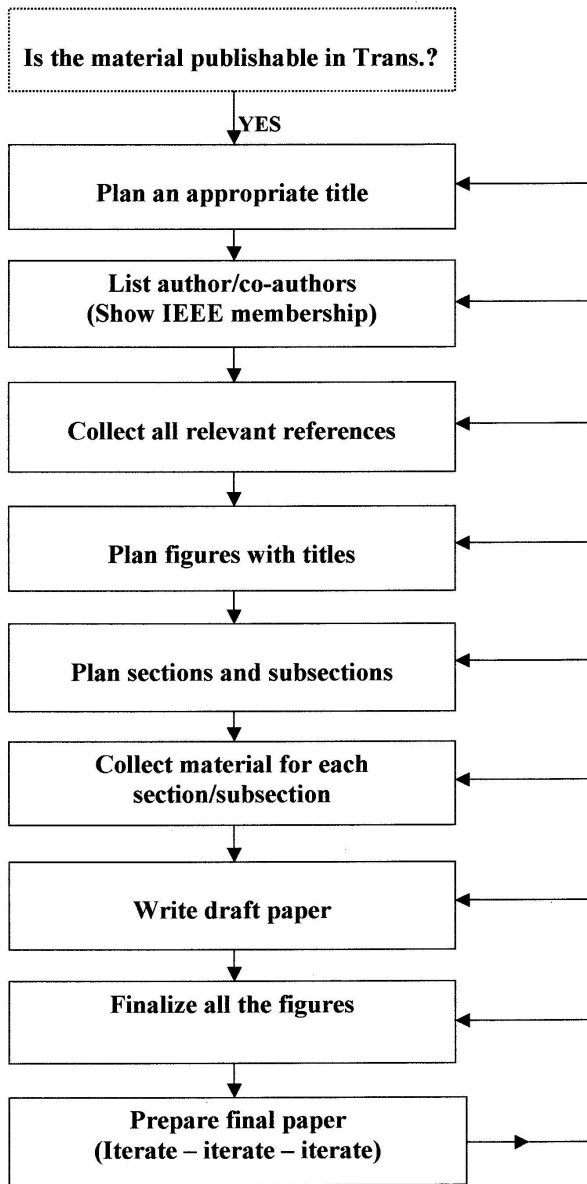 Is the material publishable in Trans.?
YES
Plan an appropriate title
List author/co-authors
(Show IEEE membership)
Collect all relevant references
Plan figures with titles
Plan sections and subsections
Collect material for each
section/subsection
Write draft paper
Finalize all the figures
Prepare final paper
(Iterate – iterate – iterate)